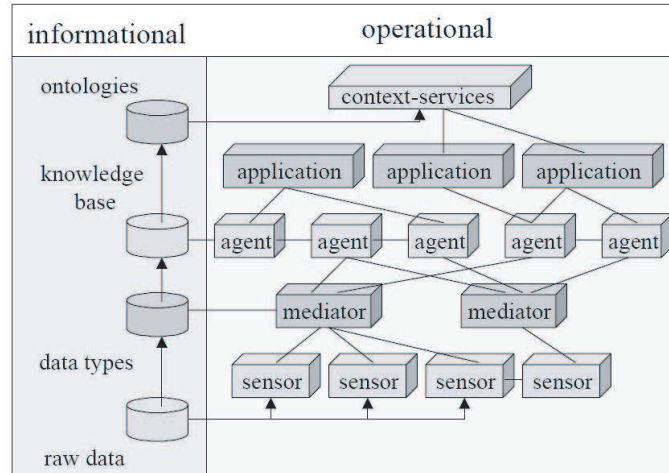 informational
operational
ontologies
context-services
knowledge
base
application
application
application
agent
agent
agent
agent
agent
mediator
mediator
data types
sensor
sensor
sensor
sensor
raw data